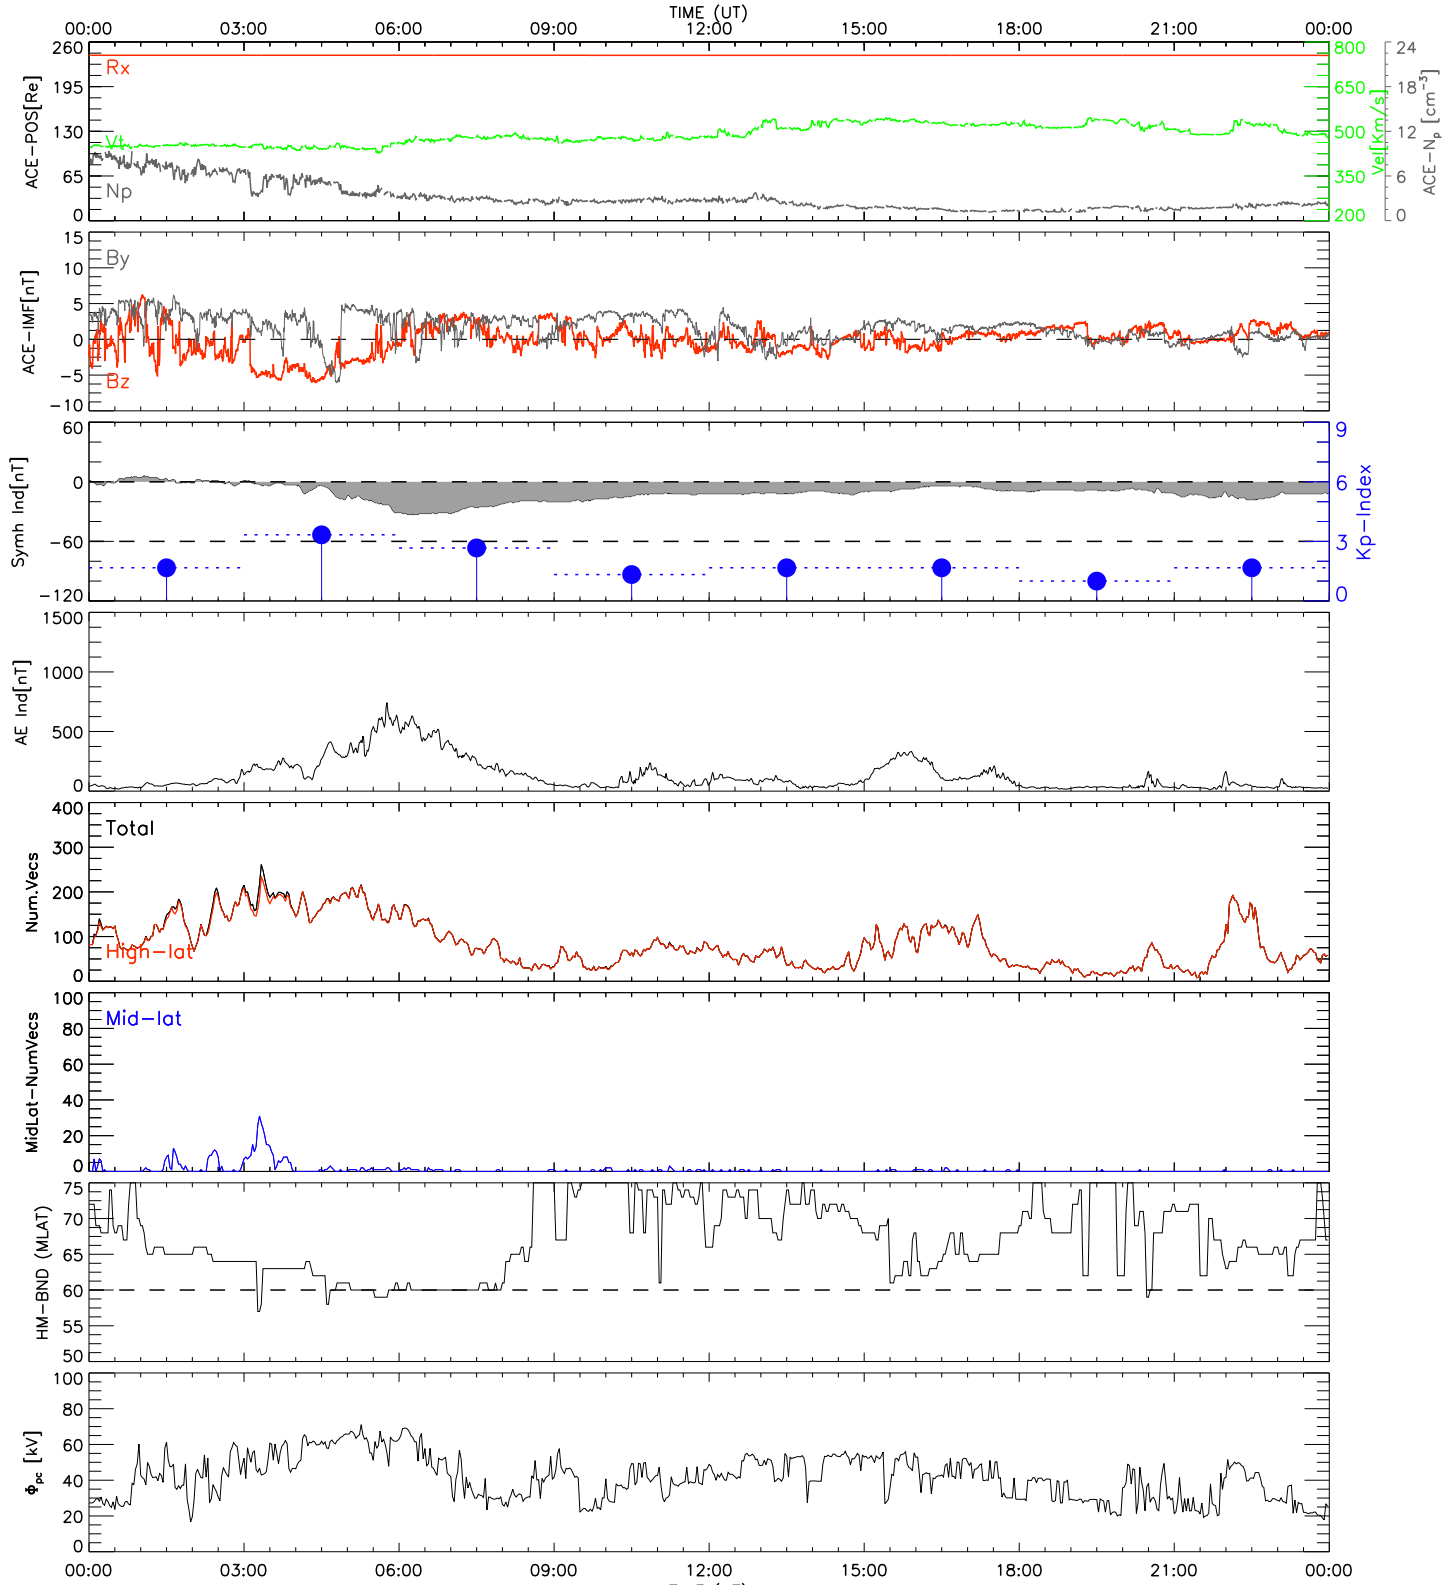 TIME (UT)
00:00 03:00 06:00 09:00 12:00 15:00 18:00 21:00 00:00
ACE-POS[Re]
260
195
130
65
0
Rx
Vt
Np
800
650
500
350
200
Vel[Km/s]
24
18
12
6
0
ACE-Np [cm-3]
ACE-IMF[nT]
15
10
5
0
-5
-10
By
Bz
Symh Ind[nT]
60
0
-60
-120
9
6
3
0
Kp-Index
AE Ind[nT]
1500
1000
500
0
Num.Vecs
400
300
200
100
0
Total
High-lat
MidLat-NumVecs
100
80
60
40
20
0
Mid-lat
HM-BND (MLAT)
75
70
65
60
55
50
Φpc [kV]
100
80
60
40
20
0
00:00 03:00 06:00 09:00 12:00 15:00 18:00 21:00 00:00